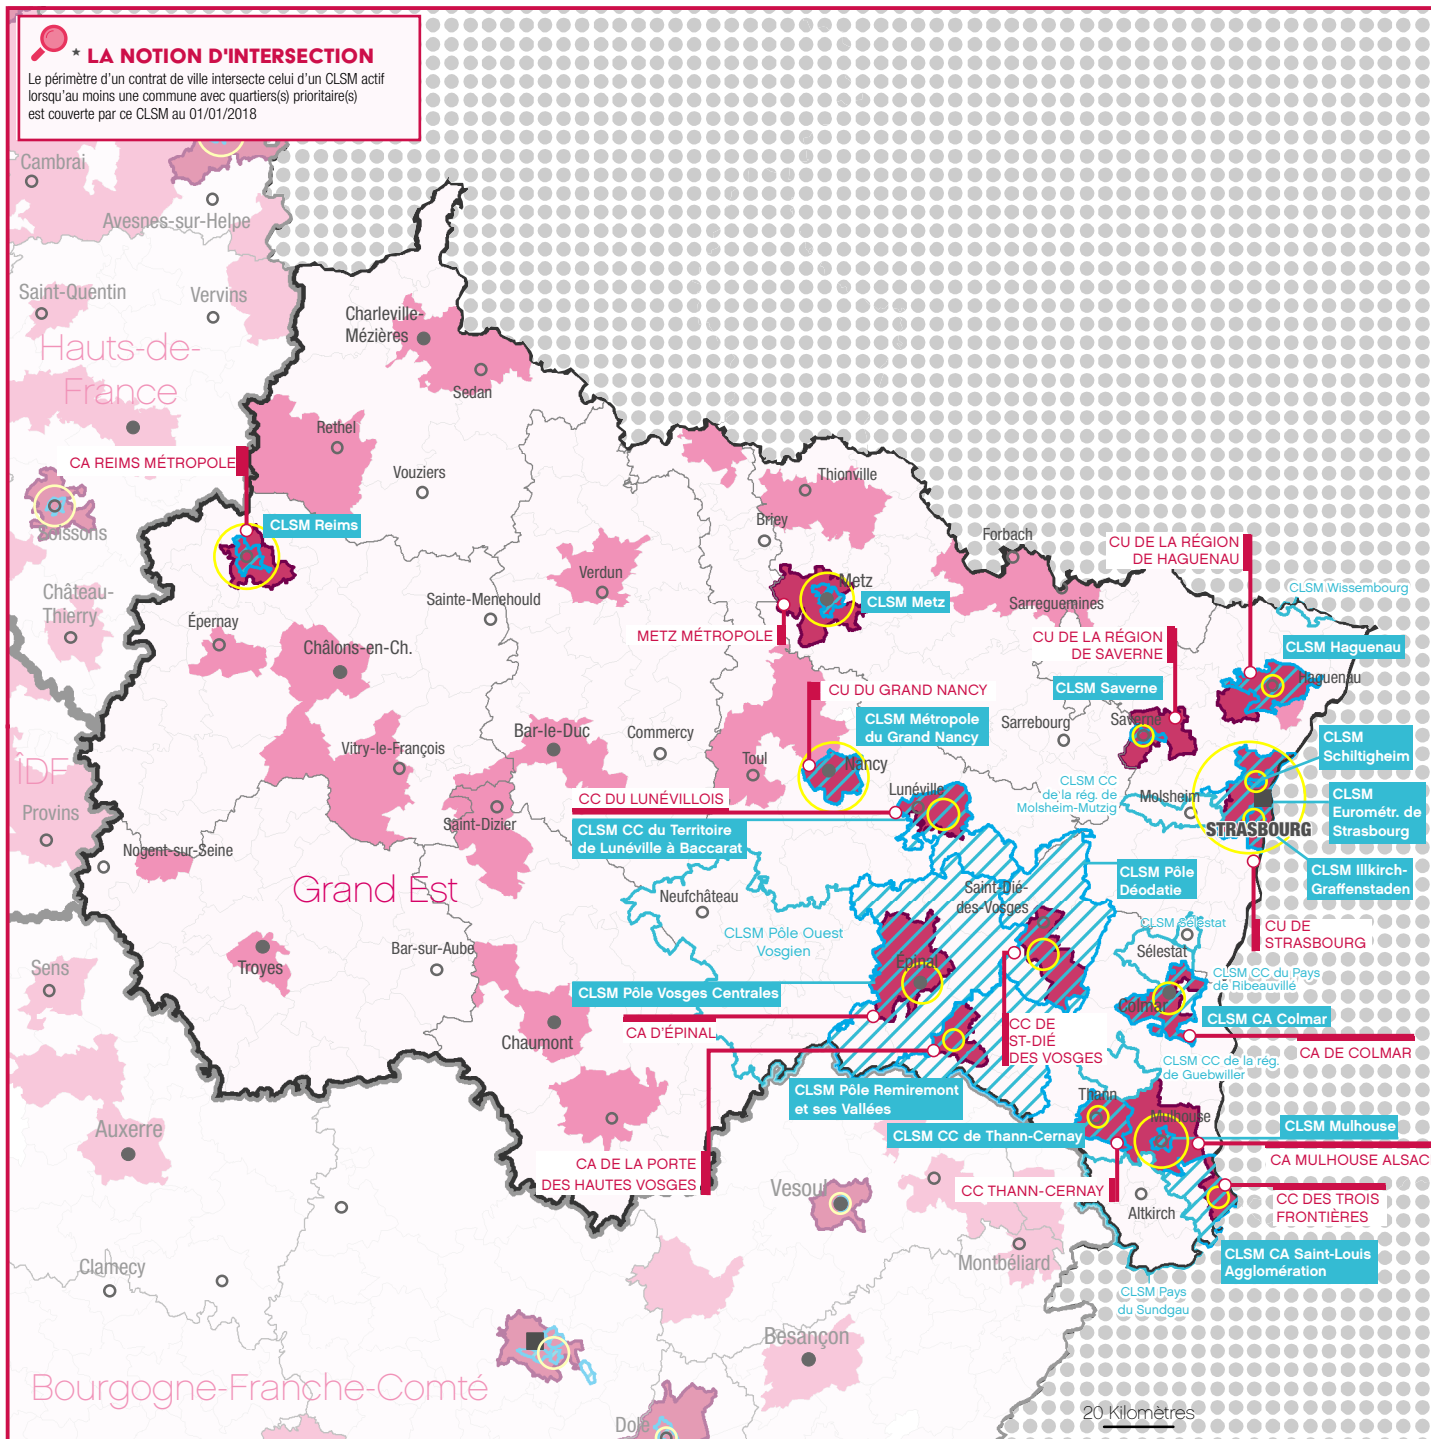 * LA NOTION D'INTERSECTION
Le périmètre d'un contrat de ville intersecte celui d'un CLSM actif
lorsqu'au moins une commune avec quartiers(s) prioritaire(s)
est couverte par ce CLSM au 01/01/2018
Cambrai
Avesnes-sur-Helpe
Saint-Quentin
Vervins
Hauts-de-
France
Charleville-
Mézières
Sedan
Rethel
Vouziers
CA REIMS MÉTROPOLE
CLSM Reims
Soissons
Château-
Thierry
Épernay
Châlons-en-Ch.
Sainte-Menehould
Verdun
Thionville
Briey
Forbach
Sarreguemines
Metz
CLSM Metz
METZ MÉTROPOLE
CU DE LA RÉGION
DE HAGUENAU
CLSM Wissembourg
CU DE LA RÉGION
DE SAVERNE
CLSM Haguenau
Haguenau
CLSM Saverne
Saverne
Sarrebourg
CU DU GRAND NANCY
CLSM Métropole
du Grand Nancy
Nancy
Vitry-le-François
Bar-le-Duc
Commercy
Toul
Saint-Dizier
CLSM
Schiltigheim
CLSM CC
de la rég. de
Molsheim-Mutzig
Molsheim
CLSM
Eurométr. de
Strasbourg
STRASBOURG
CLSM Illkirch-
Graffenstaden
CU DE
STRASBOURG
CC DU LUNÉVILLOIS
Lunéville
CLSM CC du Territoire
de Lunéville à Baccarat
ÎDF
Provins
Nogent-sur-Seine
Grand Est
Neufchâteau
Saint-Dié-
des-Vosges
CLSM Pôle
Déodatie
CLSM Pôle Ouest
Vosgien
Sens
Troyes
Bar-sur-Aube
Épinal
CLSM Pôle Vosges Centrales
CA D'ÉPINAL
CLSM Sélestat
Sélestat
CLSM CC du Pays
de Ribeauvillé
Colmar
CLSM CA Colmar
CA DE COLMAR
Chaumont
CC DE
ST-DIÉ
DES VOSGES
CLSM CC de la rég.
de Guebwiller
CLSM Pôle Remiremont
et ses Vallées
Thann
Mulhouse
CLSM Mulhouse
CLSM CC de Thann-Cernay
CA MULHOUSE ALSAC
Auxerre
CA DE LA PORTE
DES HAUTES VOSGES
CC THANN-CERNAY
CC DES TROIS
FRONTIÈRES
Altkirch
Vesoul
Montbéliard
CLSM CA Saint-Louis
Agglomération
CLSM Pays
du Sundgau
Clamecy
Besançon
Bourgogne-Franche-Comté
Dole
20 Kilomètres